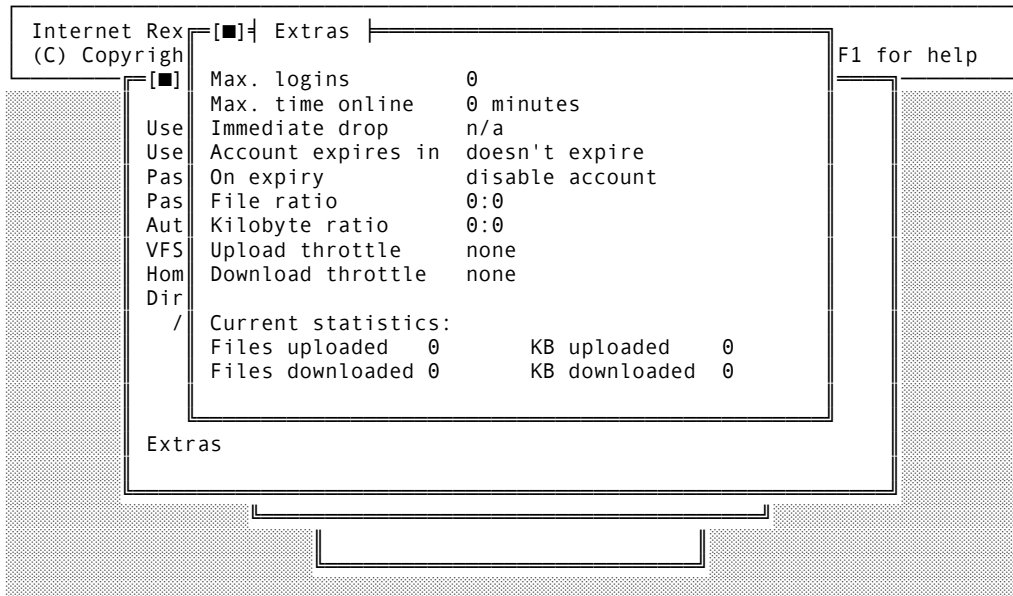 Internet Rex [■] Extras
(C) Copyrigh F1 for help
[■] Max. logins 0
Max. time online 0 minutes
Use Immediate drop n/a
Use Account expires in doesn't expire
Pas On expiry disable account
Pas File ratio 0:0
Aut Kilobyte ratio 0:0
VFS Upload throttle none
Hom Download throttle none
Dir
/ Current statistics:
Files uploaded 0 KB uploaded 0
Files downloaded 0 KB downloaded 0
Extras